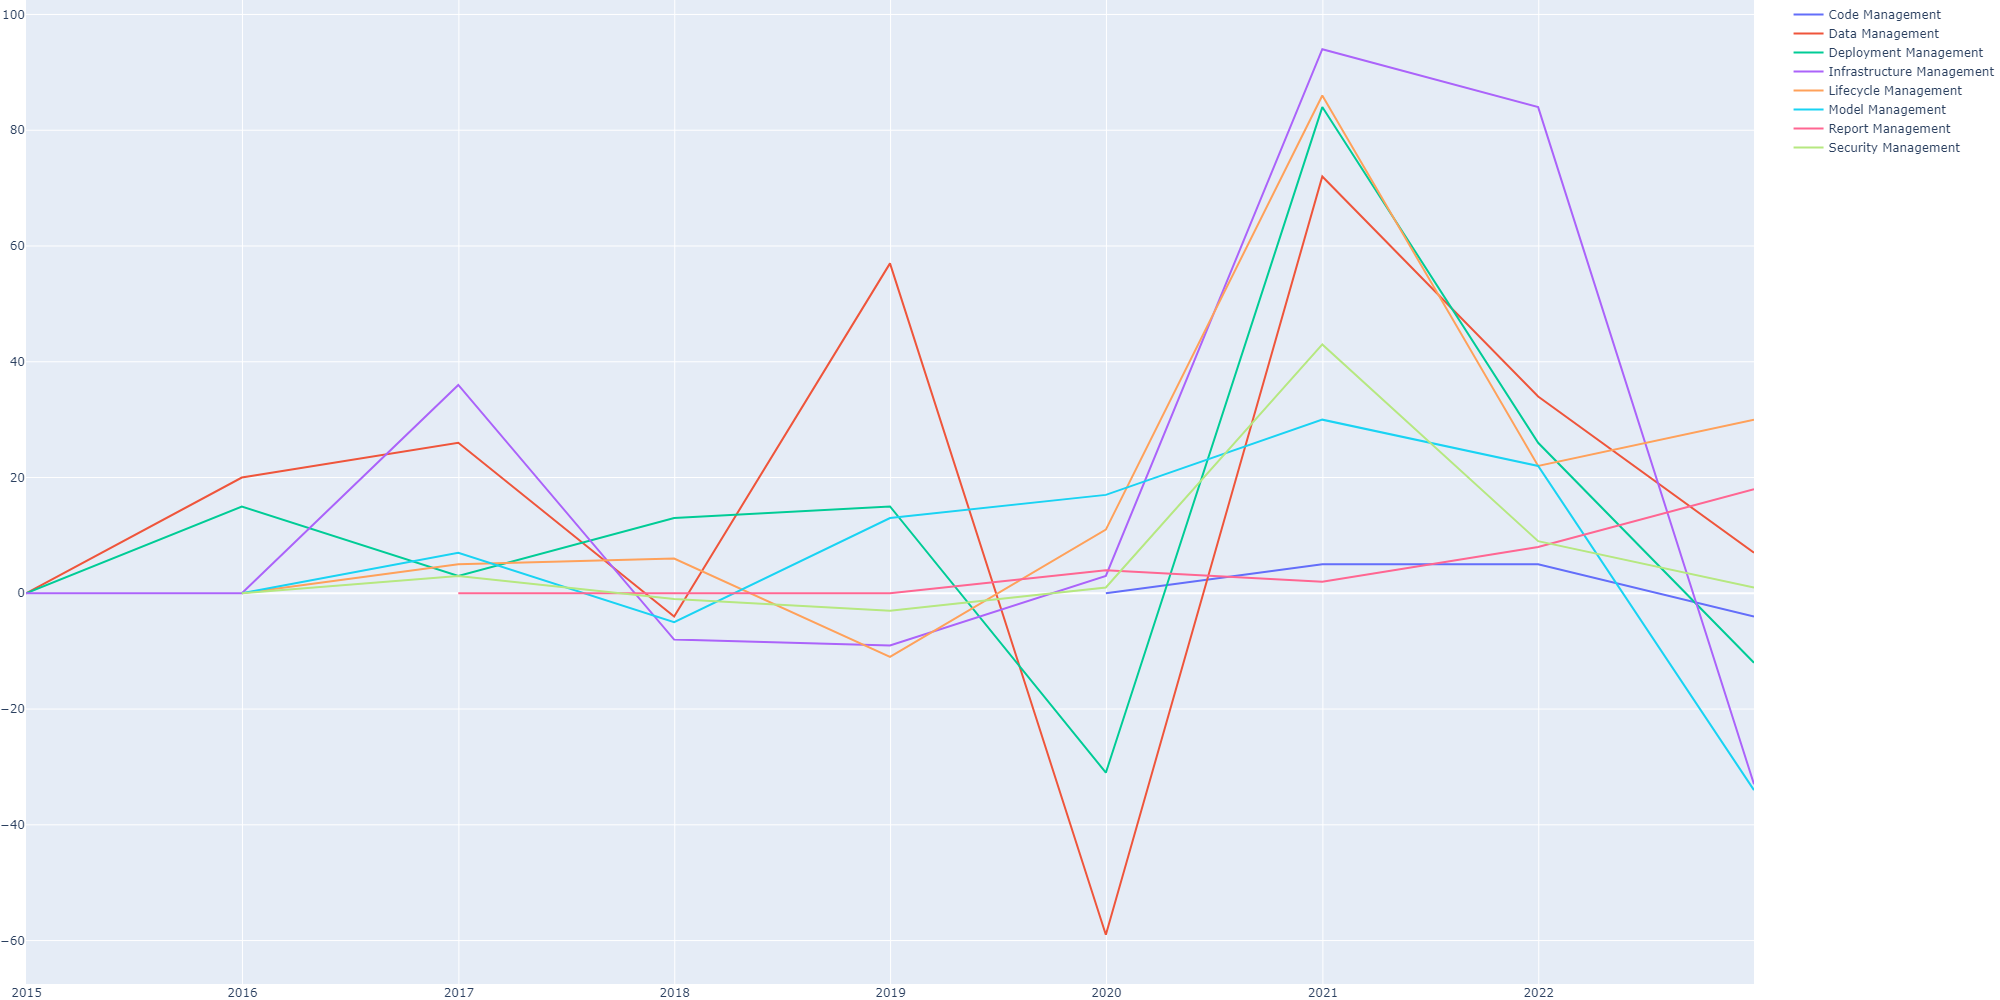 100
80
60
40
20
0
−20
−40
−60
2015 2016 2017 2018 2019 2020 2021 2022
Code Management
Data Management
Deployment Management
Infrastructure Management
Lifecycle Management
Model Management
Report Management
Security Management